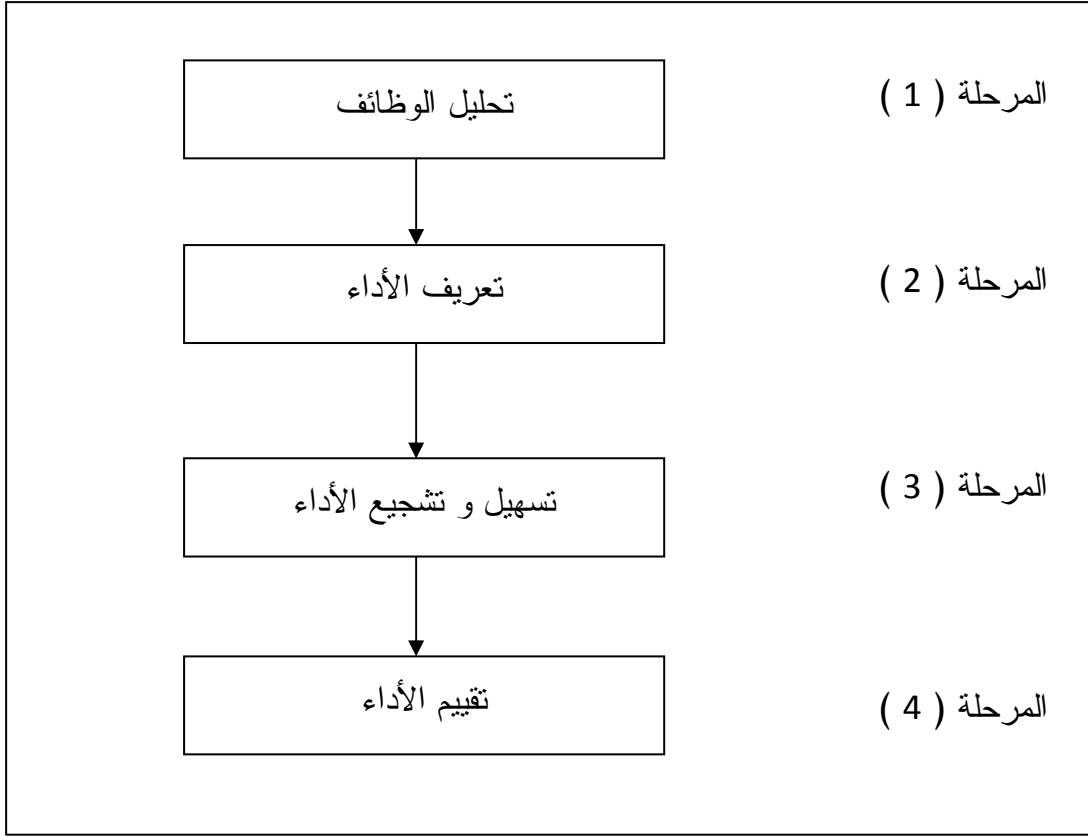 المرحلة ( 1 )
تحليل الوظائف
المرحلة ( 2 )
تعريف الأداء
المرحلة ( 3 )
تسهيل و تشجيع الأداء
المرحلة ( 4 )
تقييم الأداء